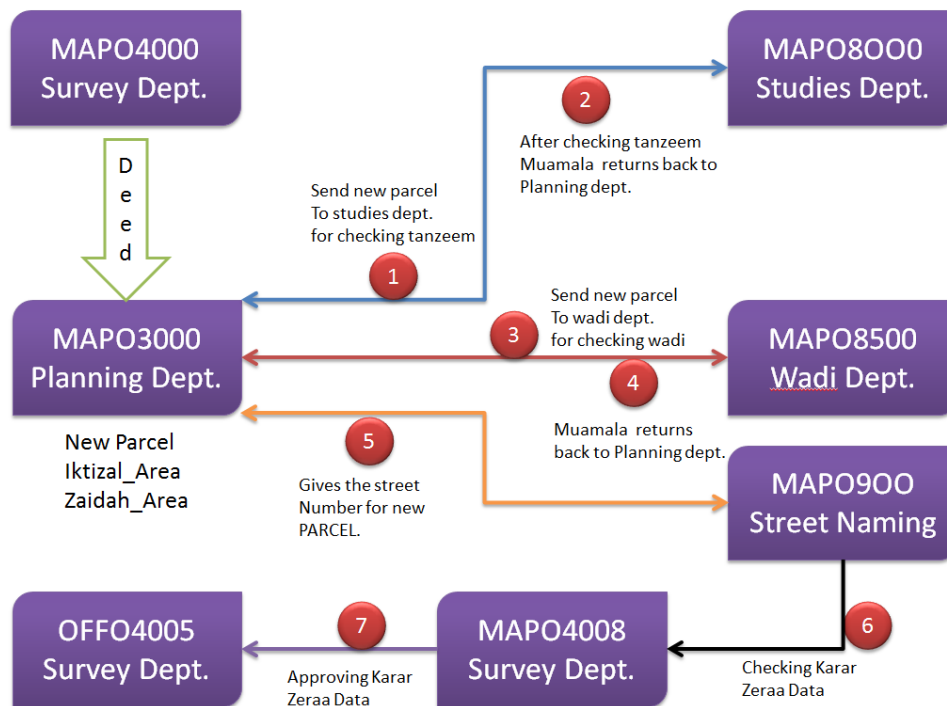 MAPO4000
Survey Dept.
MAPO8OO0
Studies Dept.
2
After checking tanzeem
Muamala returns back to
Planning dept.
D
e
e
d
Send new parcel
To studies dept.
for checking tanzeem
1
MAPO3000
Planning Dept.
New Parcel
Iktizal_Area
Zaidah_Area
3
Send new parcel
To wadi dept.
for checking wadi
4
Muamala returns
back to Planning dept.
MAPO8500
Wadi Dept.
5
Gives the street
Number for new
PARCEL.
MAPO9OO
Street Naming
6
Checking Karar
Zeraa Data
MAPO4008
Survey Dept.
7
Approving Karar
Zeraa Data
OFFO4005
Survey Dept.